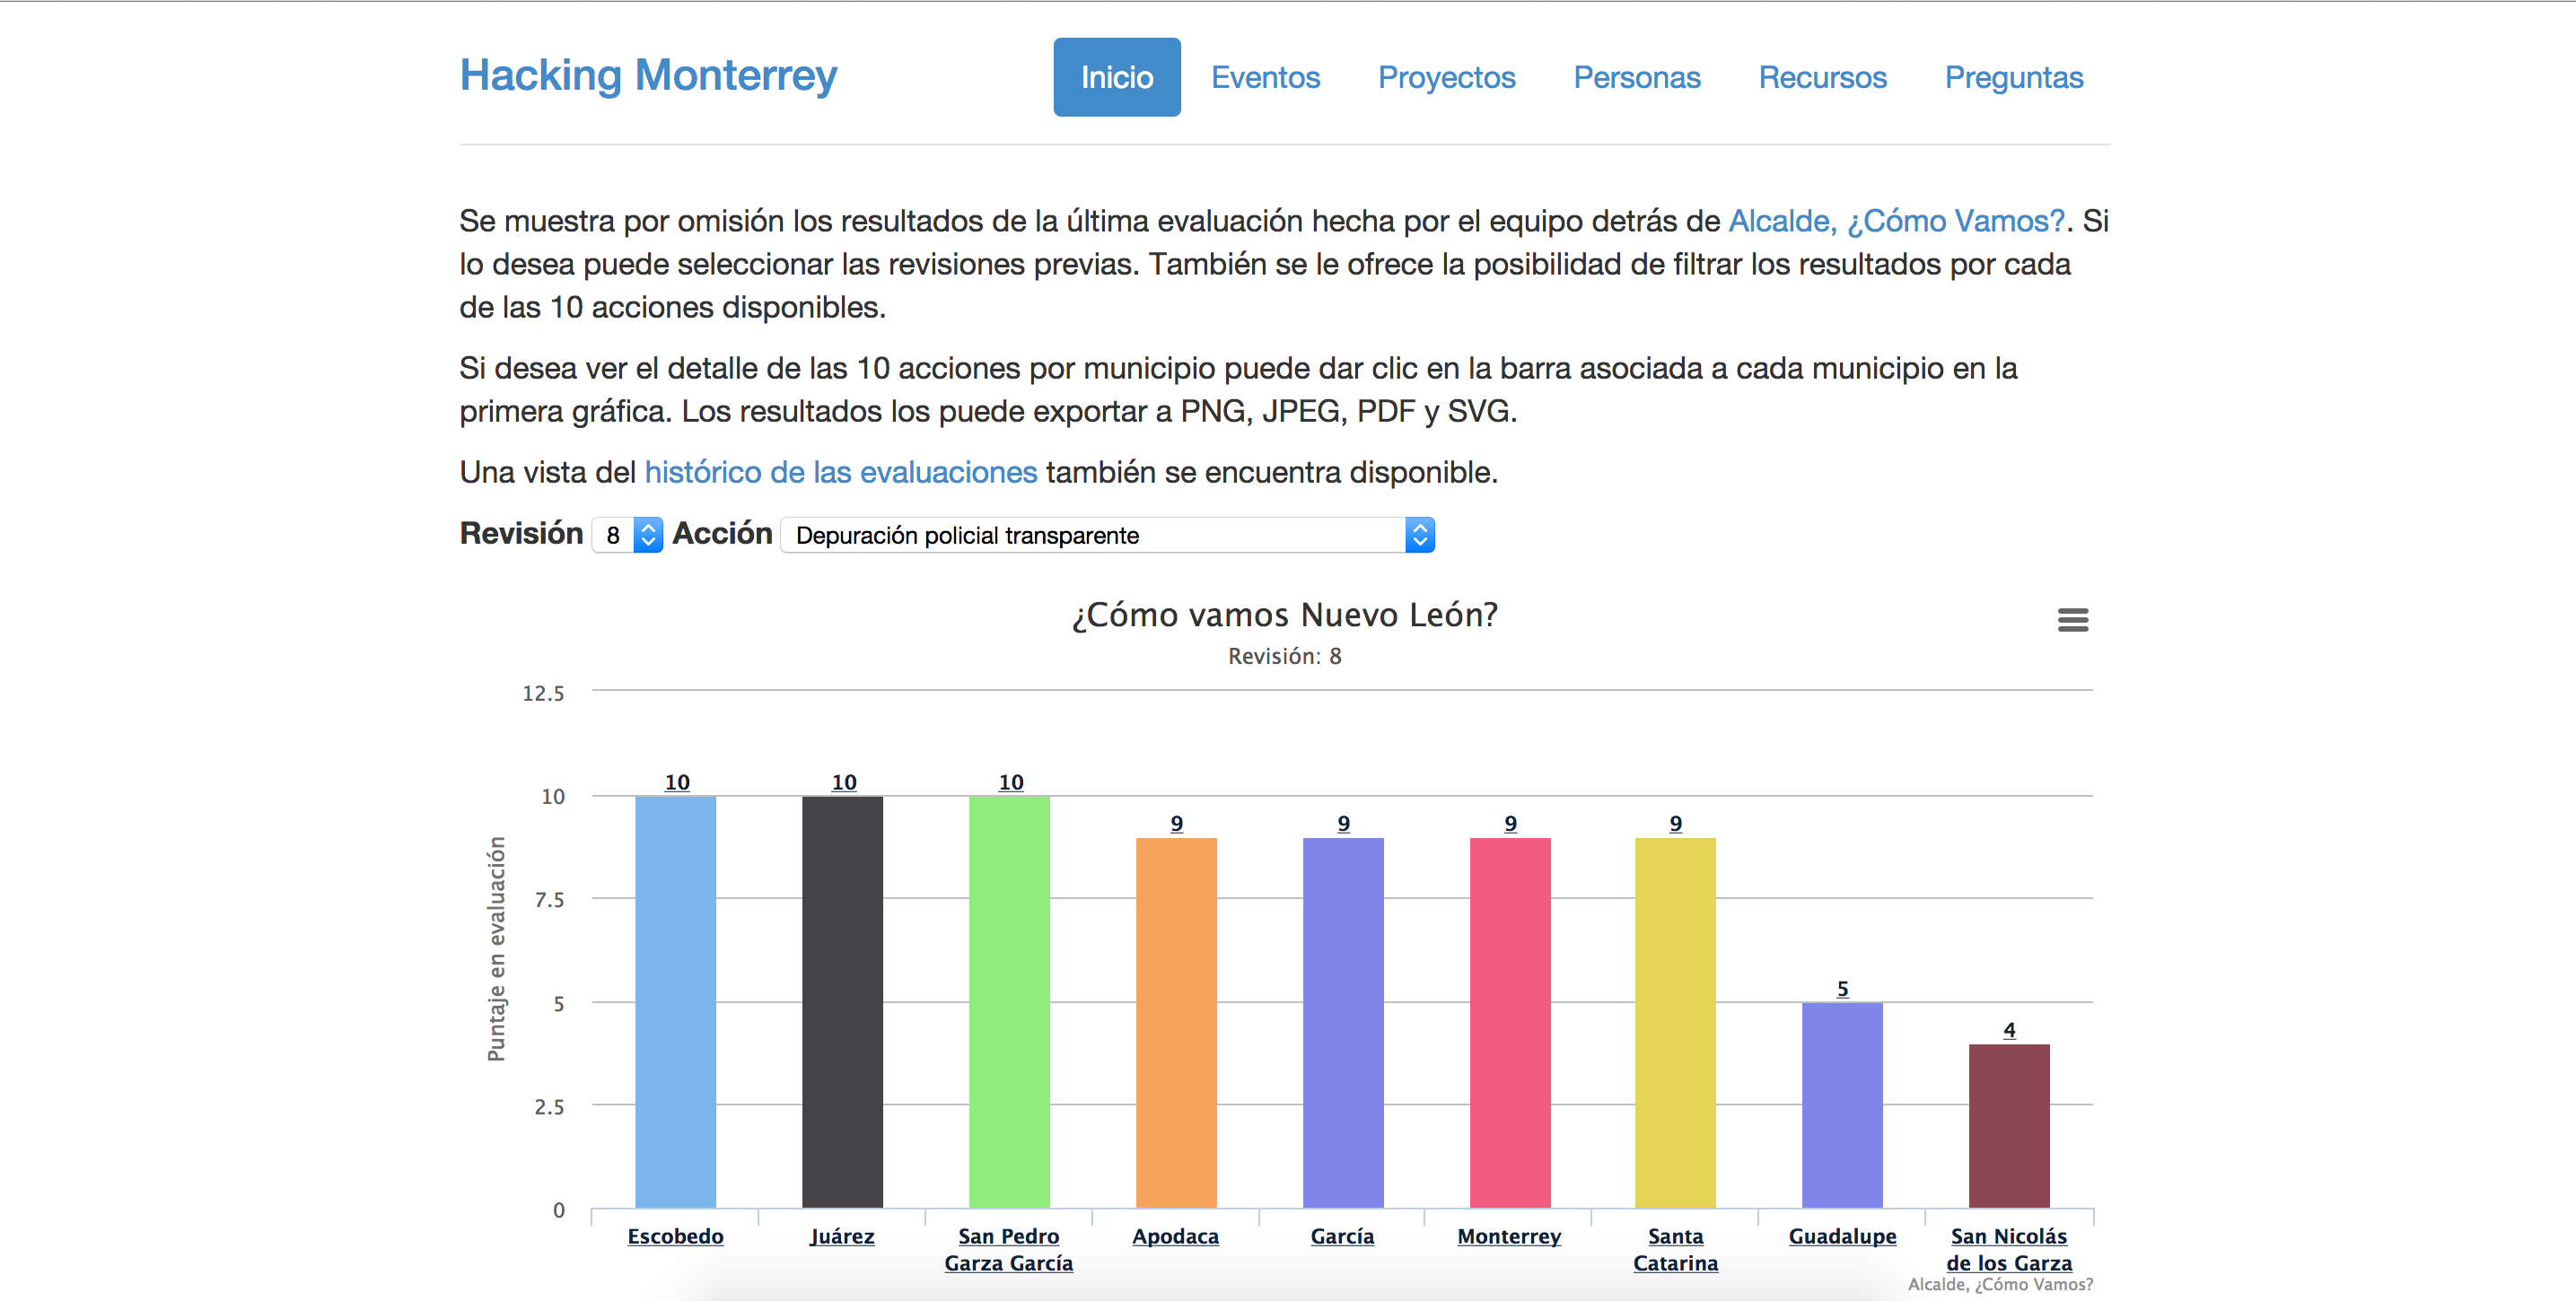 Hacking Monterrey
Inicio Eventos Proyectos Personas Recursos Preguntas
Se muestra por omisión los resultados de la última evaluación hecha por el equipo detrás de Alcalde, ¿Cómo Vamos?. Si
lo desea puede seleccionar las revisiones previas. También se le ofrece la posibilidad de filtrar los resultados por cada
de las 10 acciones disponibles.
Si desea ver el detalle de las 10 acciones por municipio puede dar clic en la barra asociada a cada municipio en la
primera gráfica. Los resultados los puede exportar a PNG, JPEG, PDF y SVG.
Una vista del histórico de las evaluaciones también se encuentra disponible.
Revisión 8 Acción Depuración policial transparente
¿Cómo vamos Nuevo León?
Revisión: 8
Puntaje en evaluación
12.5
10
7.5
5
2.5
0
10 10 10 9 9 9 9 5 4
Escobedo Juárez San Pedro Apodaca García Monterrey Santa Guadalupe San Nicolás
Garza García Catarina de los Garza
Alcalde, ¿Cómo Vamos?